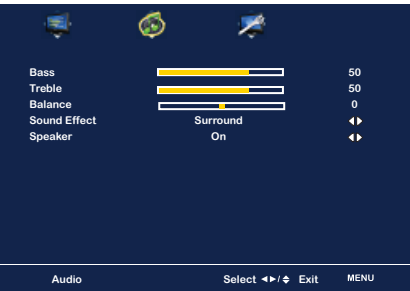 Bass 50
Treble 50
Balance 0
Sound Effect Surround
Speaker On
Audio Select ◄►/ Exit MENU